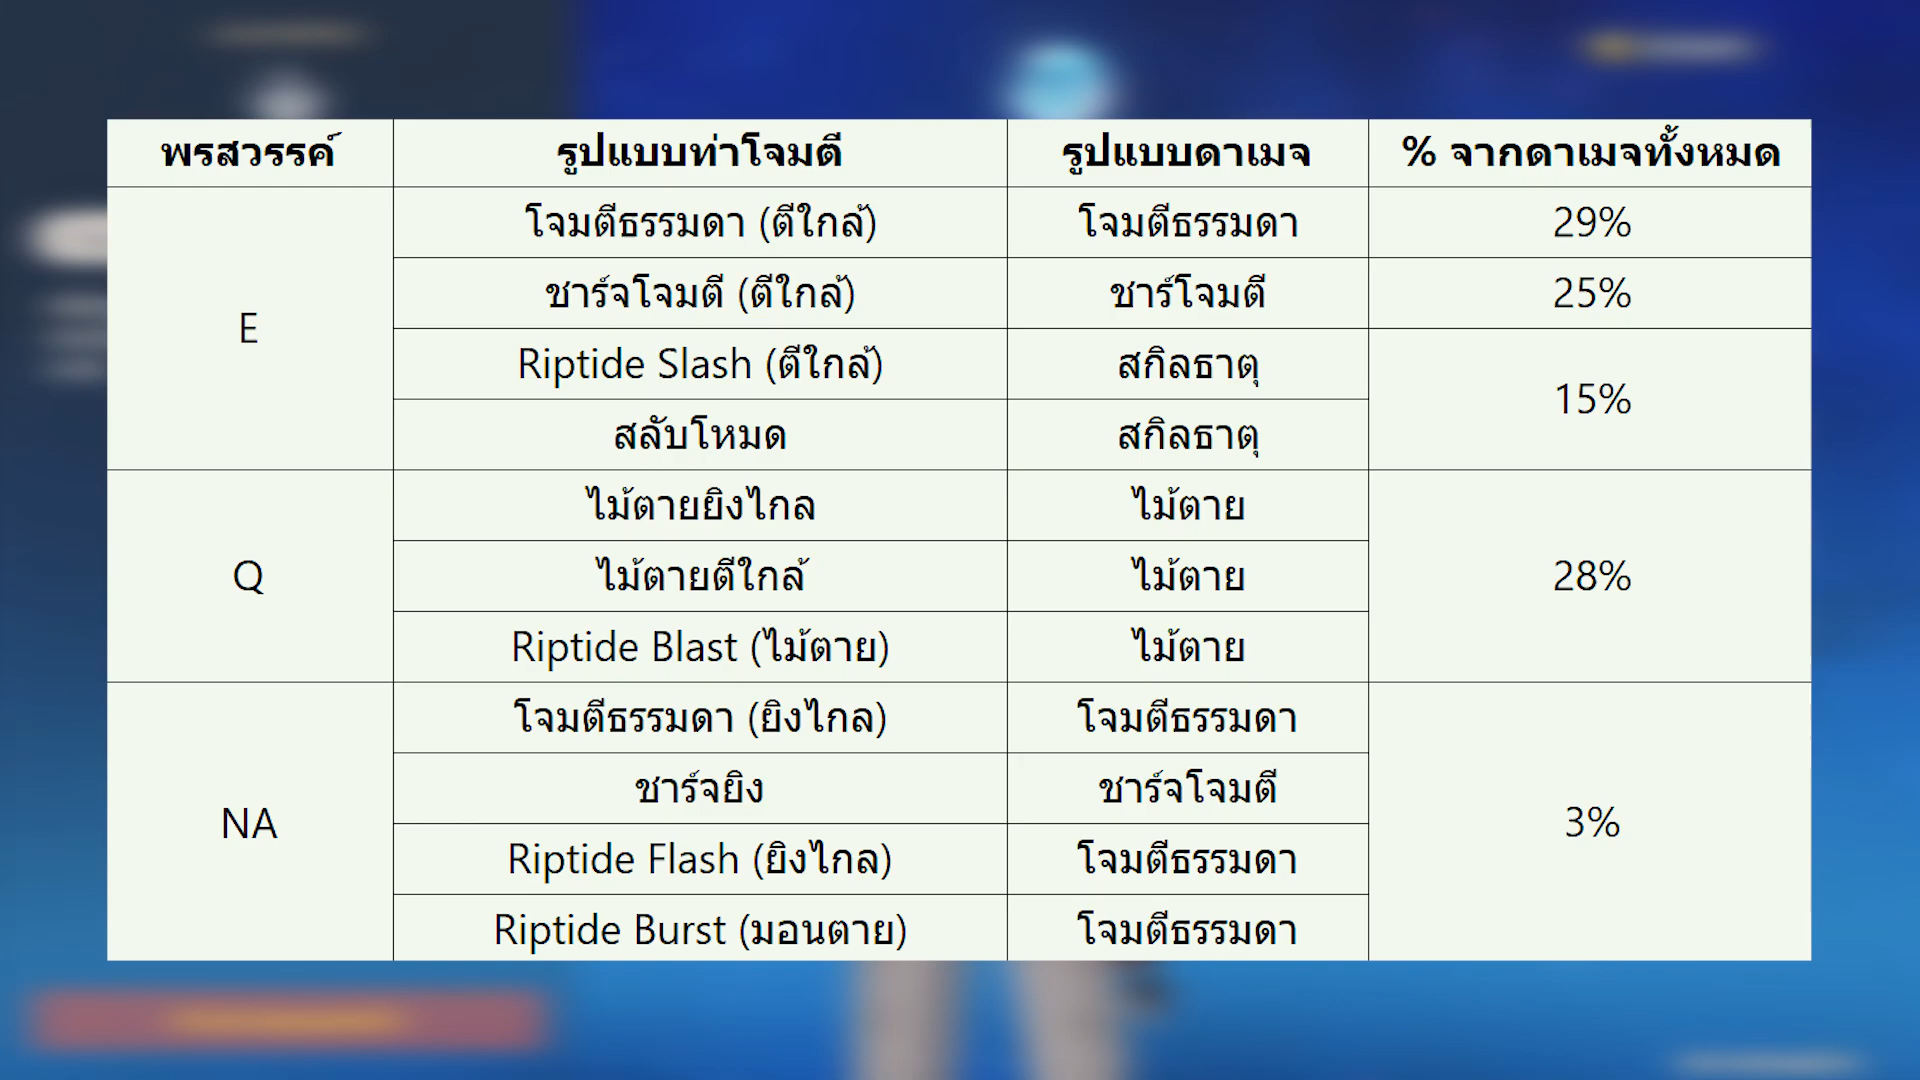 พรสวรรค์ รูปแบบท่าโจมตี รูปแบบดาเมจ % จากดาเมจทั้งหมด
E
โจมตีธรรมดา (ตีใกล้) โจมตีธรรมดา 29%
ชาร์จโจมตี (ตีใกล้) ชาร์โจมตี 25%
Riptide Slash (ตีใกล้) สกิลธาตุ
15%
สลับโหมด สกิลธาตุ
ไม้ตายยิงไกล ไม้ตาย
Q ไม้ตายตีใกล้ ไม้ตาย 28%
Riptide Blast (ไม้ตาย) ไม้ตาย
โจมตีธรรมดา (ยิงไกล) โจมตีธรรมดา
ชาร์จยิง ชาร์จโจมตี
NA 3%
Riptide Flash (ยิงไกล) โจมตีธรรมดา
Riptide Burst (มอนตาย) โจมตีธรรมดา